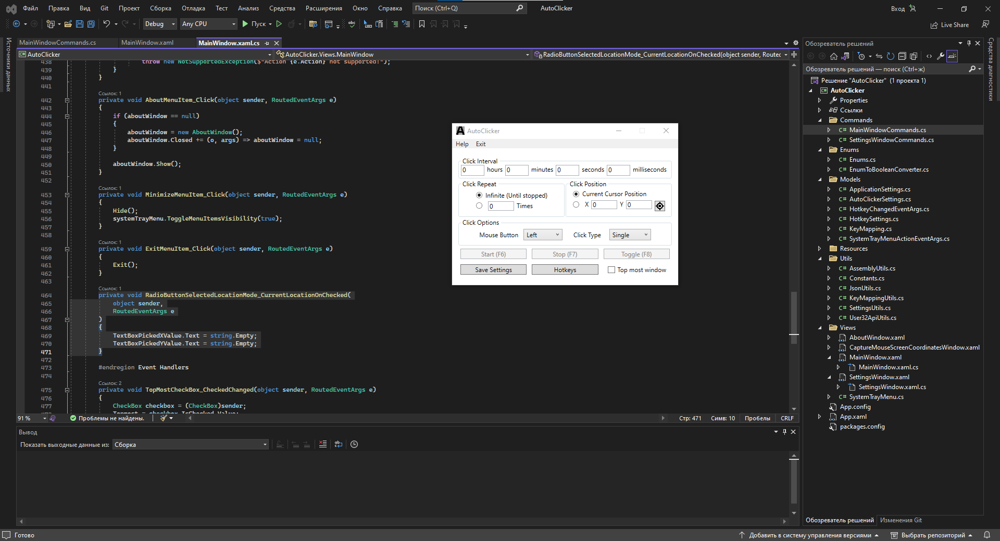 Файл Правка Вид Git Проект Сборка Отладка Тест Анализ Средства Расширения Окно Справка Поиск (Ctrl+Q) AutoClicker Вход
Debug Any CPU Пуск Live Share
Источники данных
MainWindowCommands.cs MainWindow.xaml MainWindow.xaml.cs
AutoClicker AutoClicker.Views.MainWindow RadioButtonSelectedLocationMode_CurrentLocationOnChecked(object sender, Routec
438 throw new NotSupportedException($"Action {e.Action} not supported!");
439 }
440 }
441
Ссылок: 1
442 private void AboutMenuItem_Click(object sender, RoutedEventArgs e)
443 {
444 if (aboutWindow == null)
445 {
446 aboutWindow = new AboutWindow();
447 aboutWindow.Closed += (o, args) => aboutWindow = null;
448 }
449
450 aboutWindow.Show();
451 }
452
Ссылок: 1
453 private void MinimizeMenuItem_Click(object sender, RoutedEventArgs e)
454 {
455 Hide();
456 systemTrayMenu.ToggleMenuItemsVisibility(true);
457 }
458
Ссылок: 1
459 private void ExitMenuItem_Click(object sender, RoutedEventArgs e)
460 {
461 Exit();
462 }
463
Ссылок: 1
464 private void RadioButtonSelectedLocationMode_CurrentLocationOnChecked(
465 object sender,
466 RoutedEventArgs e
467 )
468 {
469 TextBoxPickedXValue.Text = string.Empty;
470 TextBoxPickedYValue.Text = string.Empty;
471 }
472
473 #endregion Event Handlers
474
Ссылок: 2
475 private void TopMostCheckBox_CheckedChanged(object sender, RoutedEventArgs e)
476 {
477 CheckBox checkbox = (CheckBox)sender;
Topmost = checkbox.IsChecked.Value;
91 % Проблемы не найдены. Стр: 471 Симв: 10 Пробелы CRLF
AutoClicker
Help Exit
Click Interval
0 hours 0 minutes 0 seconds 0 milliseconds
Click Repeat
Infinite (Until stopped)
0 Times
Click Position
Current Cursor Position
X 0 Y 0
Click Options
Mouse Button Left Click Type Single
Start (F6) Stop (F7) Toggle (F8)
Save Settings Hotkeys Top most window
Вывод
Показать выходные данные из: Сборка
Обозреватель решений
Обозреватель решений — поиск (Ctrl+ж)
Решение "AutoClicker" (1 проекта 1)
AutoClicker
Properties
Ссылки
Commands
C# MainWindowCommands.cs
C# SettingsWindowCommands.cs
Enums
C# Enums.cs
C# EnumToBooleanConverter.cs
Models
C# ApplicationSettings.cs
C# AutoClickerSettings.cs
C# HotkeyChangedEventArgs.cs
C# HotkeySettings.cs
C# KeyMapping.cs
C# SystemTrayMenuActionEventArgs.cs
Resources
Utils
C# AssemblyUtils.cs
C# Constants.cs
C# JsonUtils.cs
C# KeyMappingUtils.cs
C# SettingsUtils.cs
C# User32ApiUtils.cs
Views
AboutWindow.xaml
CaptureMouseScreenCoordinatesWindow.xaml
MainWindow.xaml
MainWindow.xaml.cs
SettingsWindow.xaml
SettingsWindow.xaml.cs
C# SystemTrayMenu.cs
App.config
App.xaml
packages.config
Обозреватель решений Изменения Git
Средства диагностики
Готово Добавить в систему управления версиями Выбрать репозиторий